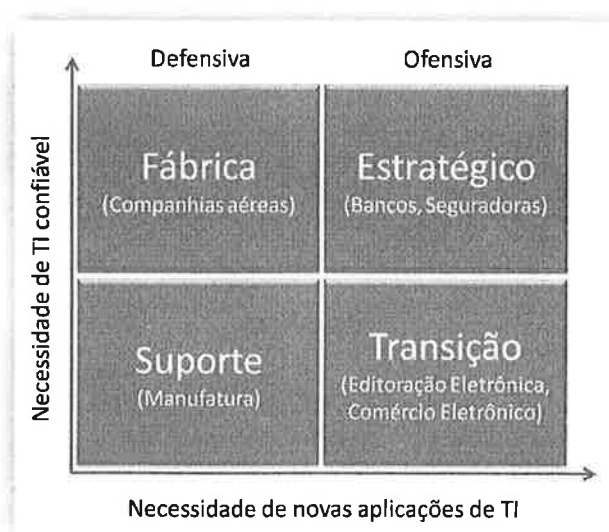 Defensiva Ofensiva
Necessidade de TI confiável
Fábrica
(Companhias aéreas)
Estratégico
(Bancos, Seguradoras)
Suporte
(Manufatura)
Transição
(Editoração Eletrônica,
Comércio Eletrônico)
Necessidade de novas aplicações de TI